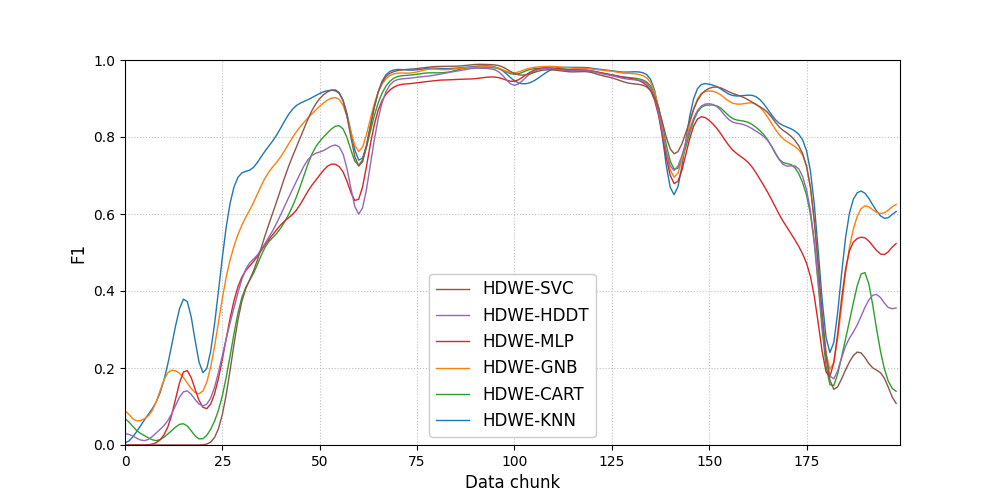 1.0
0.8
0.6
0.4
0.2
0.0
F1
HDWE-SVC
HDWE-HDDT
HDWE-MLP
HDWE-GNB
HDWE-CART
HDWE-KNN
0 25 50 75 100 125 150 175
Data chunk